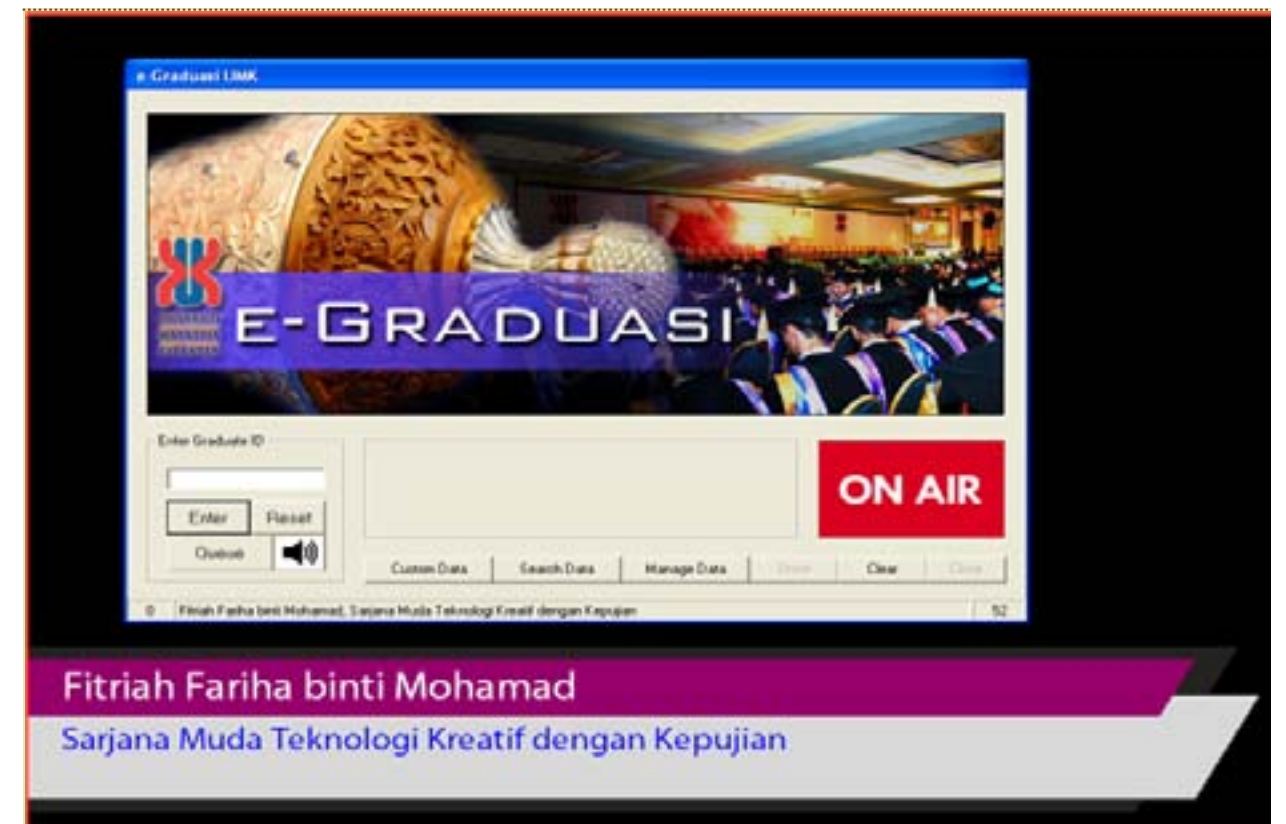 e-Graduasi UMK
E-GRADUASI
Enter Graduate ID
Enter
Reset
Queue
ON AIR
Custom Data
Search Data
Manage Data
Clear
Close
0
Fitriah Fariha binti Mohamad, Sarjana Muda Teknologi Kreatif dengan Kepujian
52
Fitriah Fariha binti Mohamad
Sarjana Muda Teknologi Kreatif dengan Kepujian